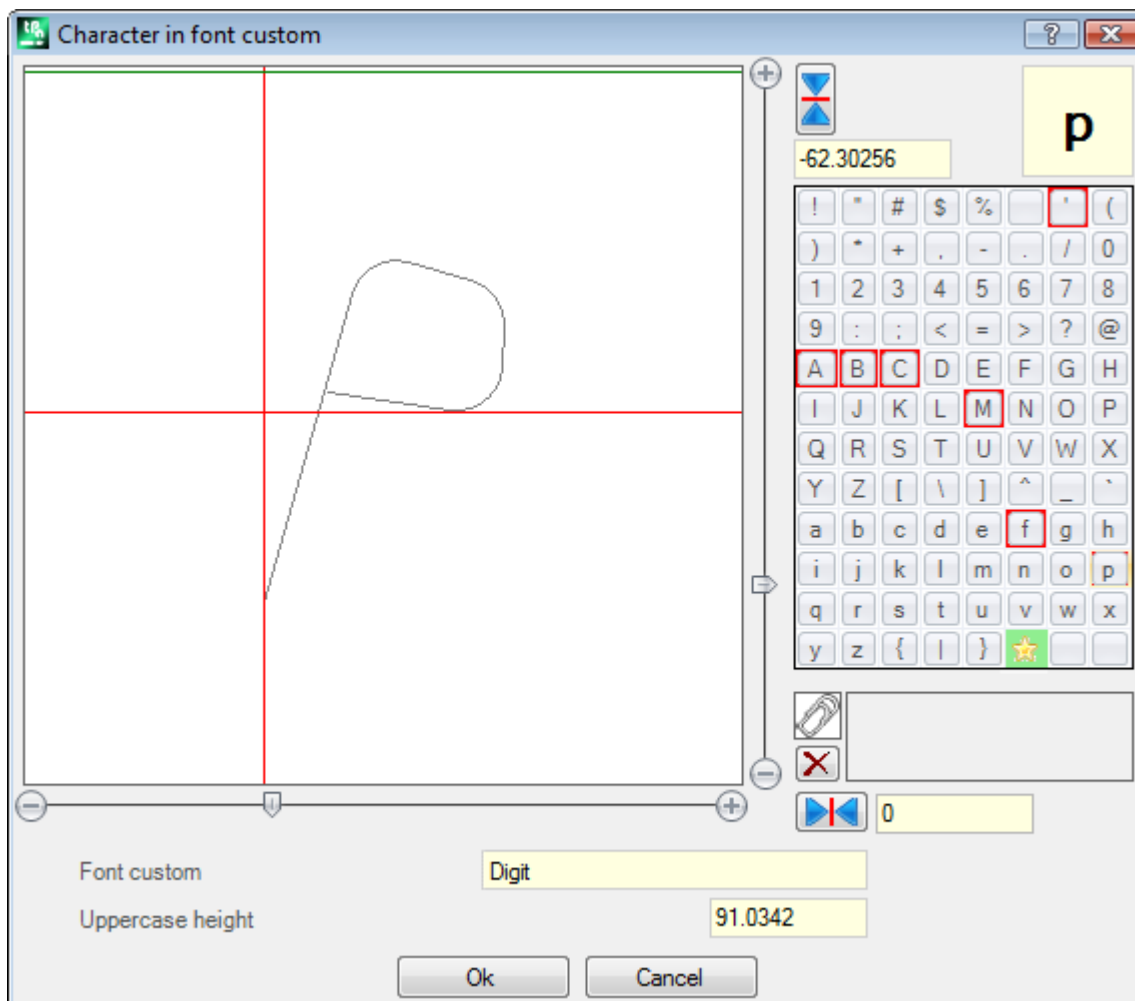 Character in font custom
p
-62.30256
! " # $ % ' (
) * + , - . / 0
1 2 3 4 5 6 7 8
9 : ; < = > ? @
A B C D E F G H
I J K L M N O P
Q R S T U V W X
Y Z [ \ ] ^ _ `
a b c d e f g h
i j k l m n o p
q r s t u v w x
y z { | }
0
Font custom Digit
Uppercase height 91.0342
Ok Cancel